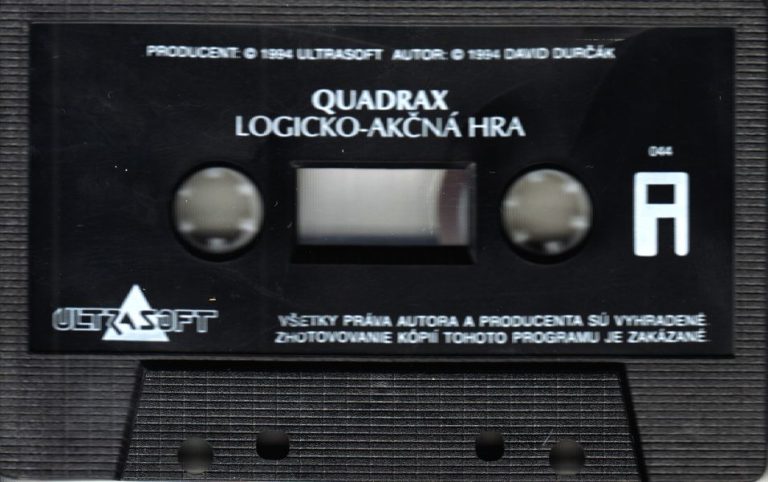 PRODUCENT: © 1994 ULTRASOFT AUTOR: © 1994 DAVID DURČÁK
QUADRAX
LOGICKO-AKČNÁ HRA
044
A
ULTRASOFT
VŠETKY PRÁVA AUTORA A PRODUCENTA SÚ VYHRADENÉ
ZHOTOVOVANIE KÓPIÍ TOHOTO PROGRAMU JE ZAKÁZANÉ.